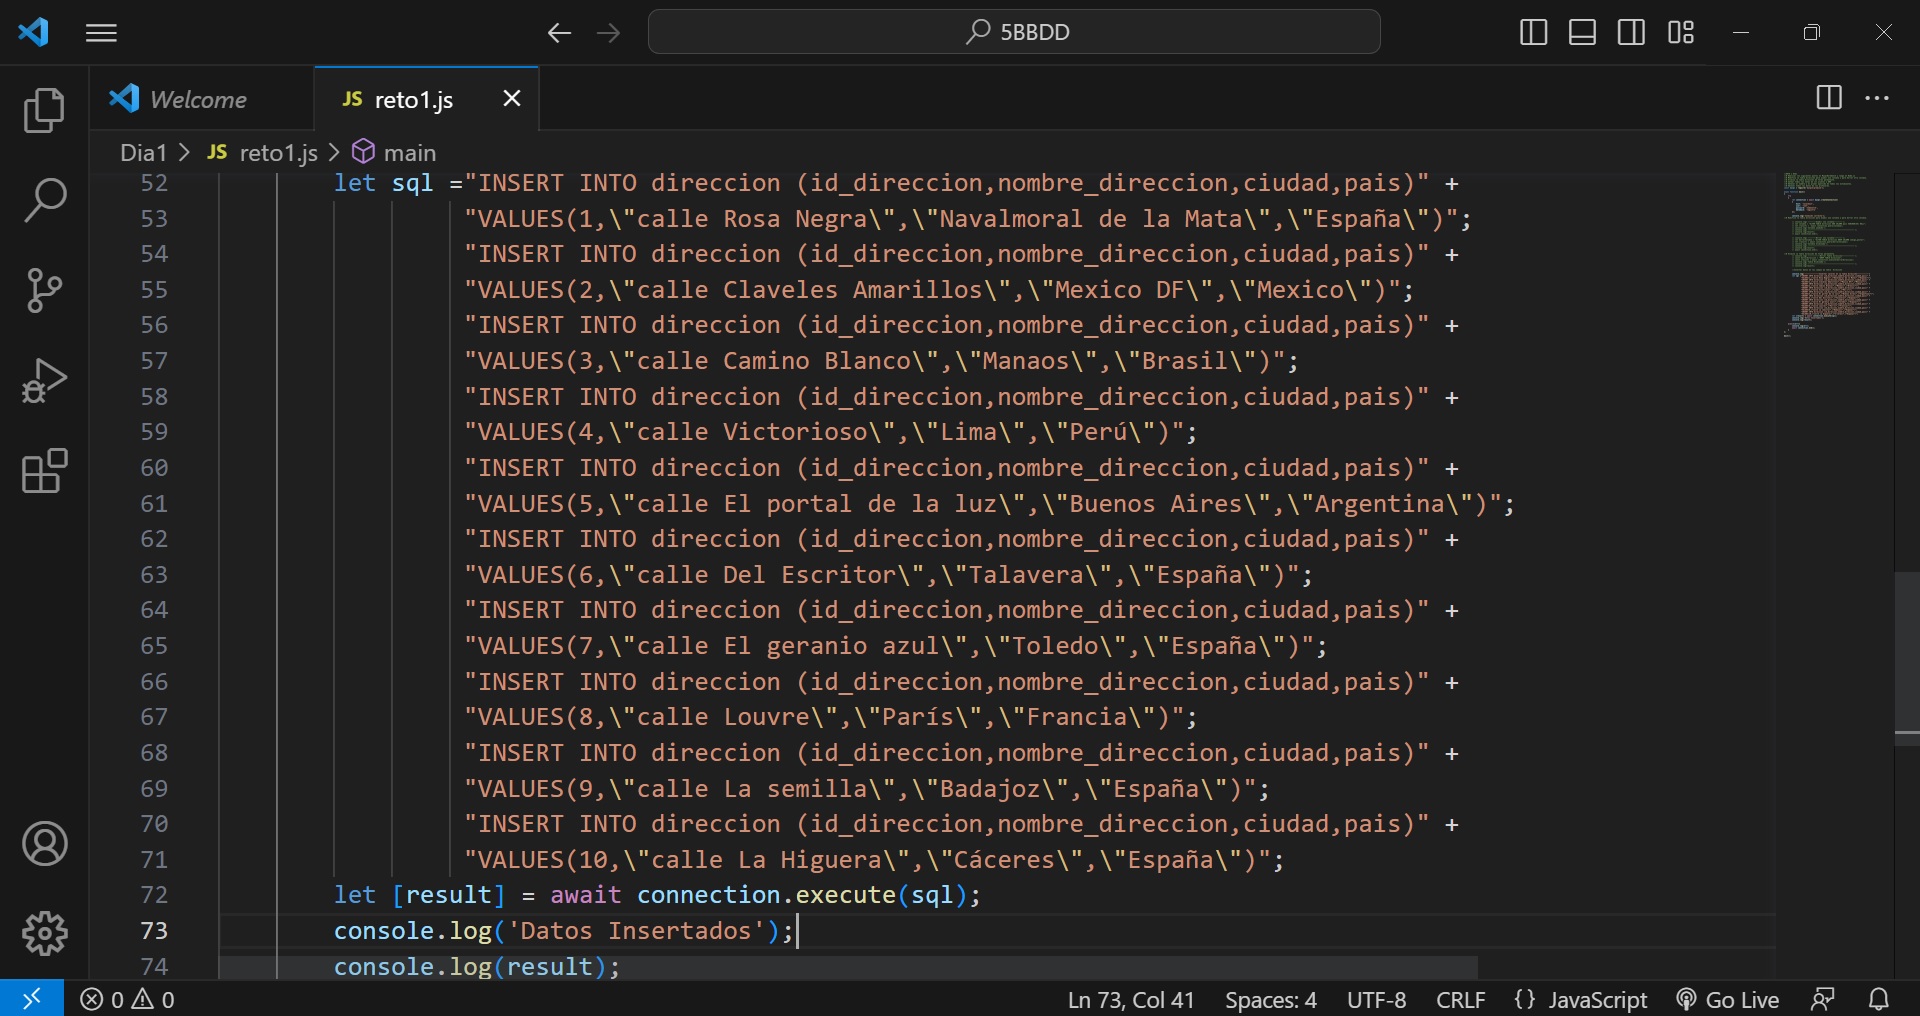 5BBDD
Welcome
JS reto1.js
Dia1 > JS reto1.js > main
52 let sql ="INSERT INTO direccion (id_direccion,nombre_direccion,ciudad,pais)" +
53 "VALUES(1,\"calle Rosa Negra\",\"Navalmoral de la Mata\",\"España\")";
54 "INSERT INTO direccion (id_direccion,nombre_direccion,ciudad,pais)" +
55 "VALUES(2,\"calle Claveles Amarillos\",\"Mexico DF\",\"Mexico\")";
56 "INSERT INTO direccion (id_direccion,nombre_direccion,ciudad,pais)" +
57 "VALUES(3,\"calle Camino Blanco\",\"Manaos\",\"Brasil\")";
58 "INSERT INTO direccion (id_direccion,nombre_direccion,ciudad,pais)" +
59 "VALUES(4,\"calle Victorioso\",\"Lima\",\"Perú\")";
60 "INSERT INTO direccion (id_direccion,nombre_direccion,ciudad,pais)" +
61 "VALUES(5,\"calle El portal de la luz\",\"Buenos Aires\",\"Argentina\")";
62 "INSERT INTO direccion (id_direccion,nombre_direccion,ciudad,pais)" +
63 "VALUES(6,\"calle Del Escritor\",\"Talavera\",\"España\")";
64 "INSERT INTO direccion (id_direccion,nombre_direccion,ciudad,pais)" +
65 "VALUES(7,\"calle El geranio azul\",\"Toledo\",\"España\")";
66 "INSERT INTO direccion (id_direccion,nombre_direccion,ciudad,pais)" +
67 "VALUES(8,\"calle Louvre\",\"París\",\"Francia\")";
68 "INSERT INTO direccion (id_direccion,nombre_direccion,ciudad,pais)" +
69 "VALUES(9,\"calle La semilla\",\"Badajoz\",\"España\")";
70 "INSERT INTO direccion (id_direccion,nombre_direccion,ciudad,pais)" +
71 "VALUES(10,\"calle La Higuera\",\"Cáceres\",\"España\")";
72 let [result] = await connection.execute(sql);
73 console.log('Datos Insertados');
74 console.log(result);
0 0 Ln 73, Col 41 Spaces: 4 UTF-8 CRLF {} JavaScript Go Live